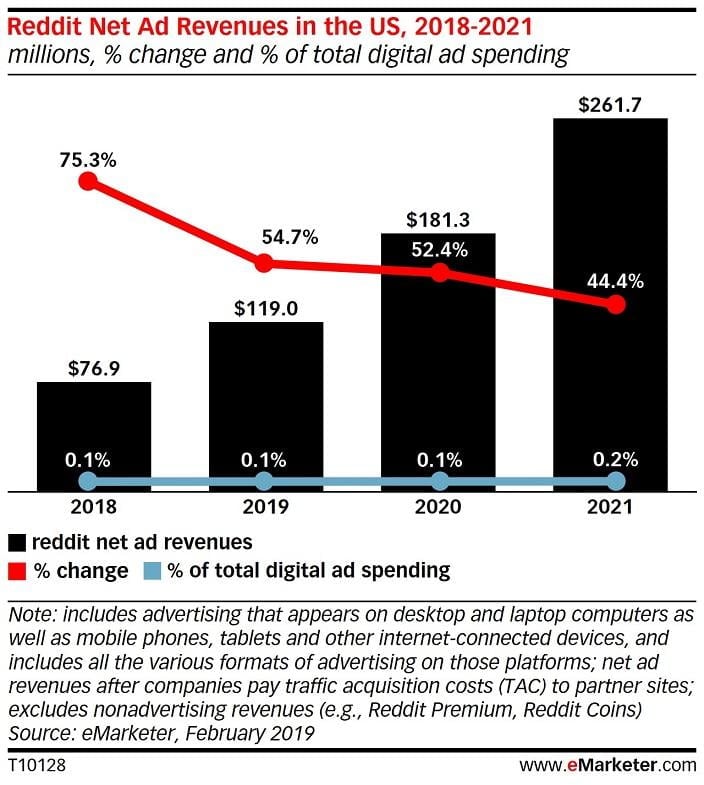 Reddit Net Ad Revenues in the US, 2018-2021
millions, % change and % of total digital ad spending
$261.7
75.3%
$181.3
54.7%
52.4%
44.4%
$119.0
$76.9
0.1%
0.1%
0.1%
0.2%
2018
2019
2020
2021
reddit net ad revenues
% change
% of total digital ad spending
Note: includes advertising that appears on desktop and laptop computers as
well as mobile phones, tablets and other internet-connected devices, and
includes all the various formats of advertising on those platforms; net ad
revenues after companies pay traffic acquisition costs (TAC) to partner sites;
excludes nonadvertising revenues (e.g., Reddit Premium, Reddit Coins)
Source: eMarketer, February 2019
T10128
www.eMarketer.com